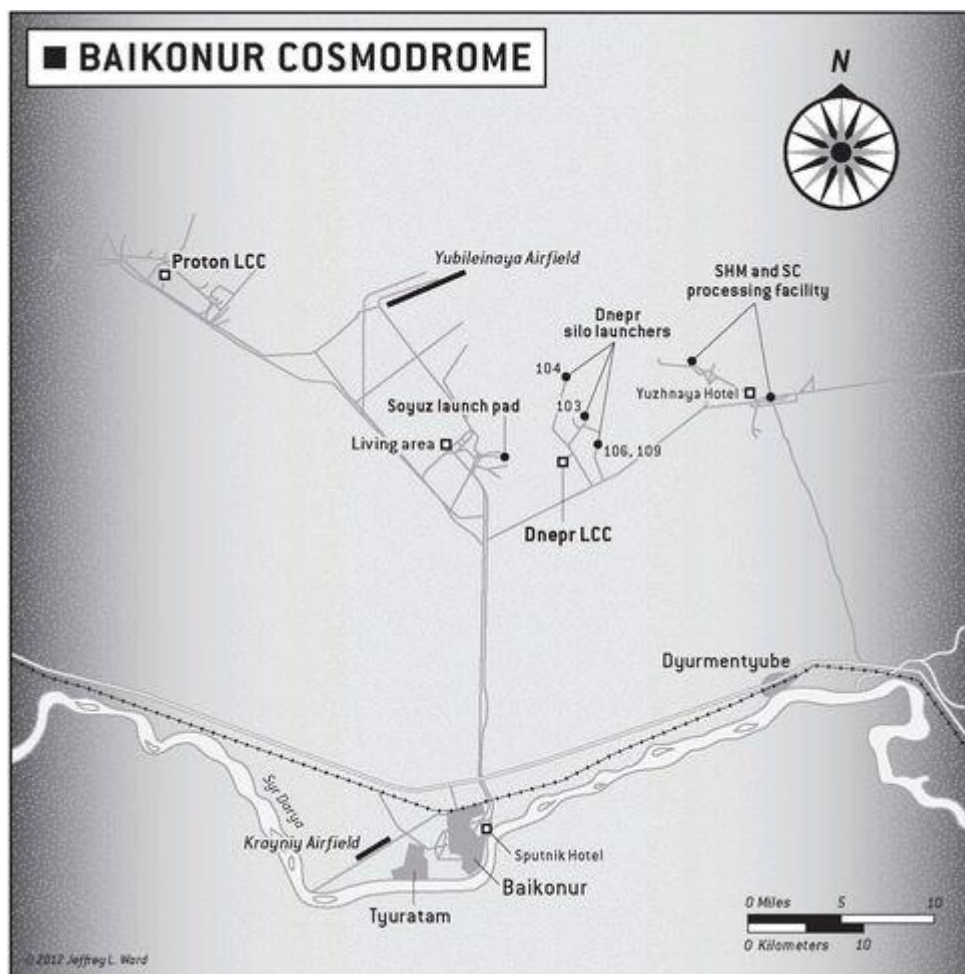 BAIKONUR COSMODROME
N
Proton LCC
Yubileinaya Airfield
SHM and SC
processing facility
Dnepr
silo launchers
104
103
Yuzhnaya Hotel
Soyuz launch pad
Living area
106, 109
Dnepr LCC
Dyurmentyube
Syr Darya
Krayniy Airfield
Sputnik Hotel
Baikonur
Tyuratam
0 Miles 5 10
0 Kilometers 10
© 2012 Jeffrey L. Ward